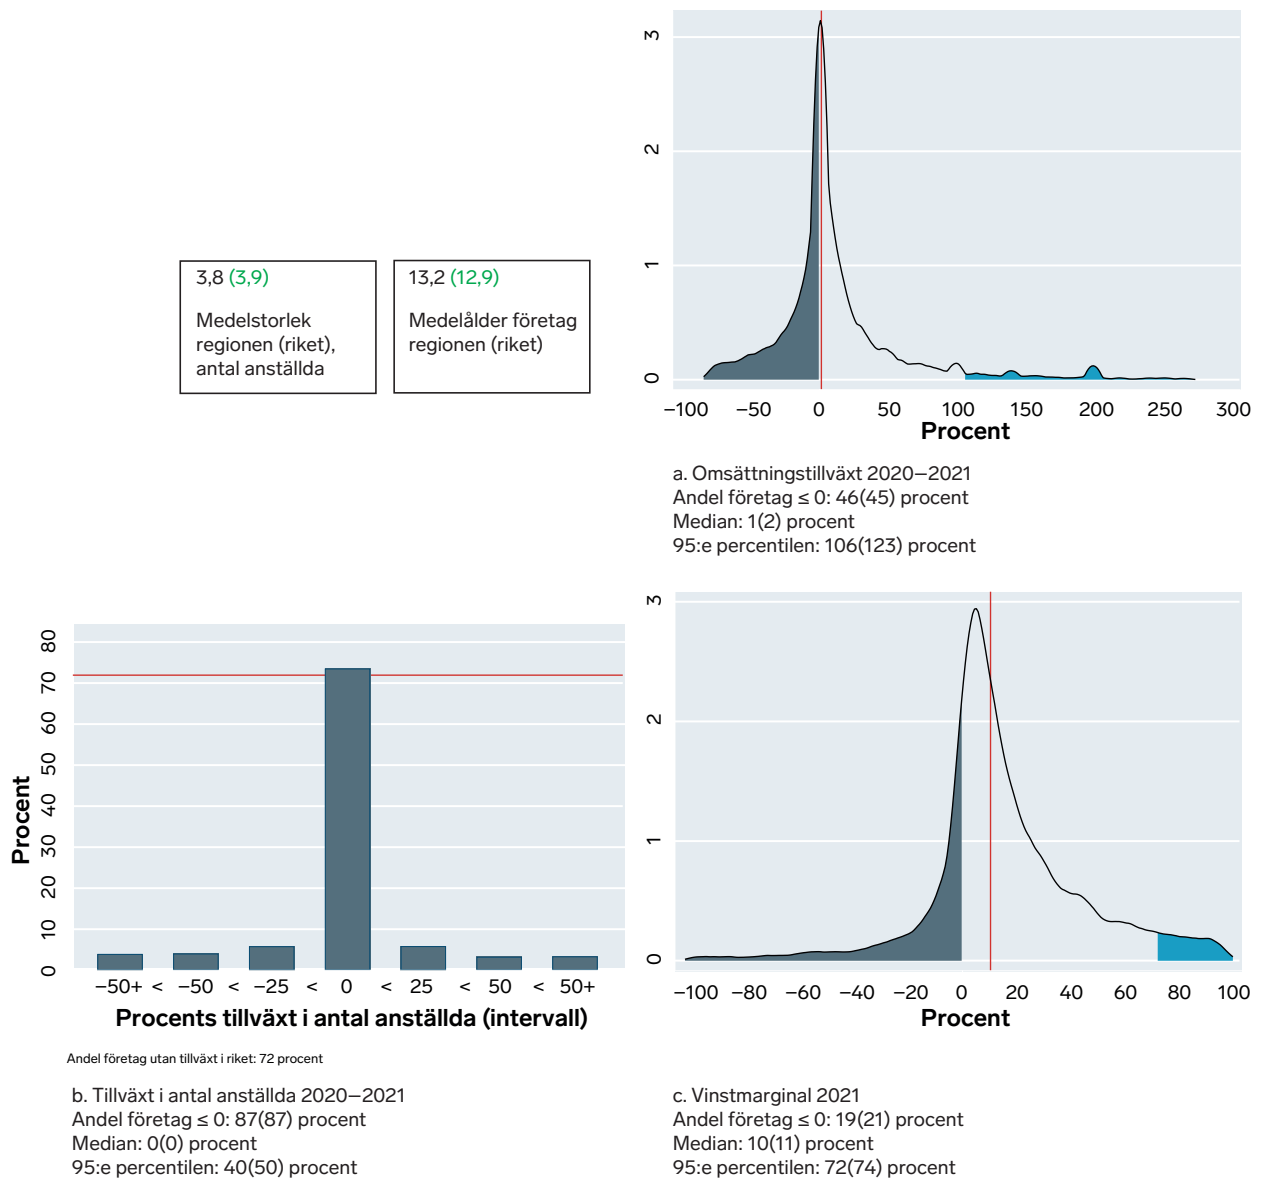 3,8 (3,9)
Medelstorlek
regionen (riket),
antal anställda
13,2 (12,9)
Medelålder företag
regionen (riket)
3
2
1
0
−100 −50 0 50 100 150 200 250 300
Procent
a. Omsättningstillväxt 2020–2021
Andel företag ≤ 0: 46(45) procent
Median: 1(2) procent
95:e percentilen: 106(123) procent
80
70
60
50
40
30
20
10
0
Procent
−50+ < −50 < −25 < 0 < 25 < 50 < 50+
Procents tillväxt i antal anställda (intervall)
Andel företag utan tillväxt i riket: 72 procent
b. Tillväxt i antal anställda 2020–2021
Andel företag ≤ 0: 87(87) procent
Median: 0(0) procent
95:e percentilen: 40(50) procent
3
2
1
0
−100 −80 −60 −40 −20 0 20 40 60 80 100
Procent
c. Vinstmarginal 2021
Andel företag ≤ 0: 19(21) procent
Median: 10(11) procent
95:e percentilen: 72(74) procent